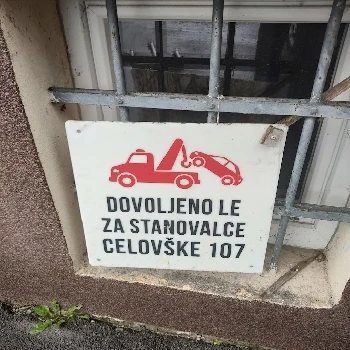 DOVOLJENO LE
ZA STANOVALCE
CELOVŠKE 107